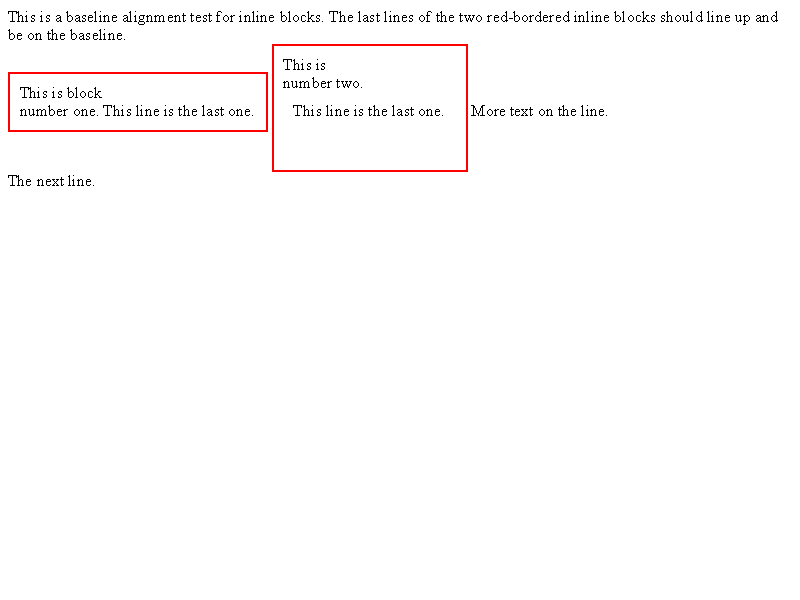 This is a baseline alignment test for inline blocks. The last lines of the two red-bordered inline blocks should line up and
be on the baseline.
This is block
number one. This line is the last one.
This is
number two.
This line is the last one.
More text on the line.
The next line.